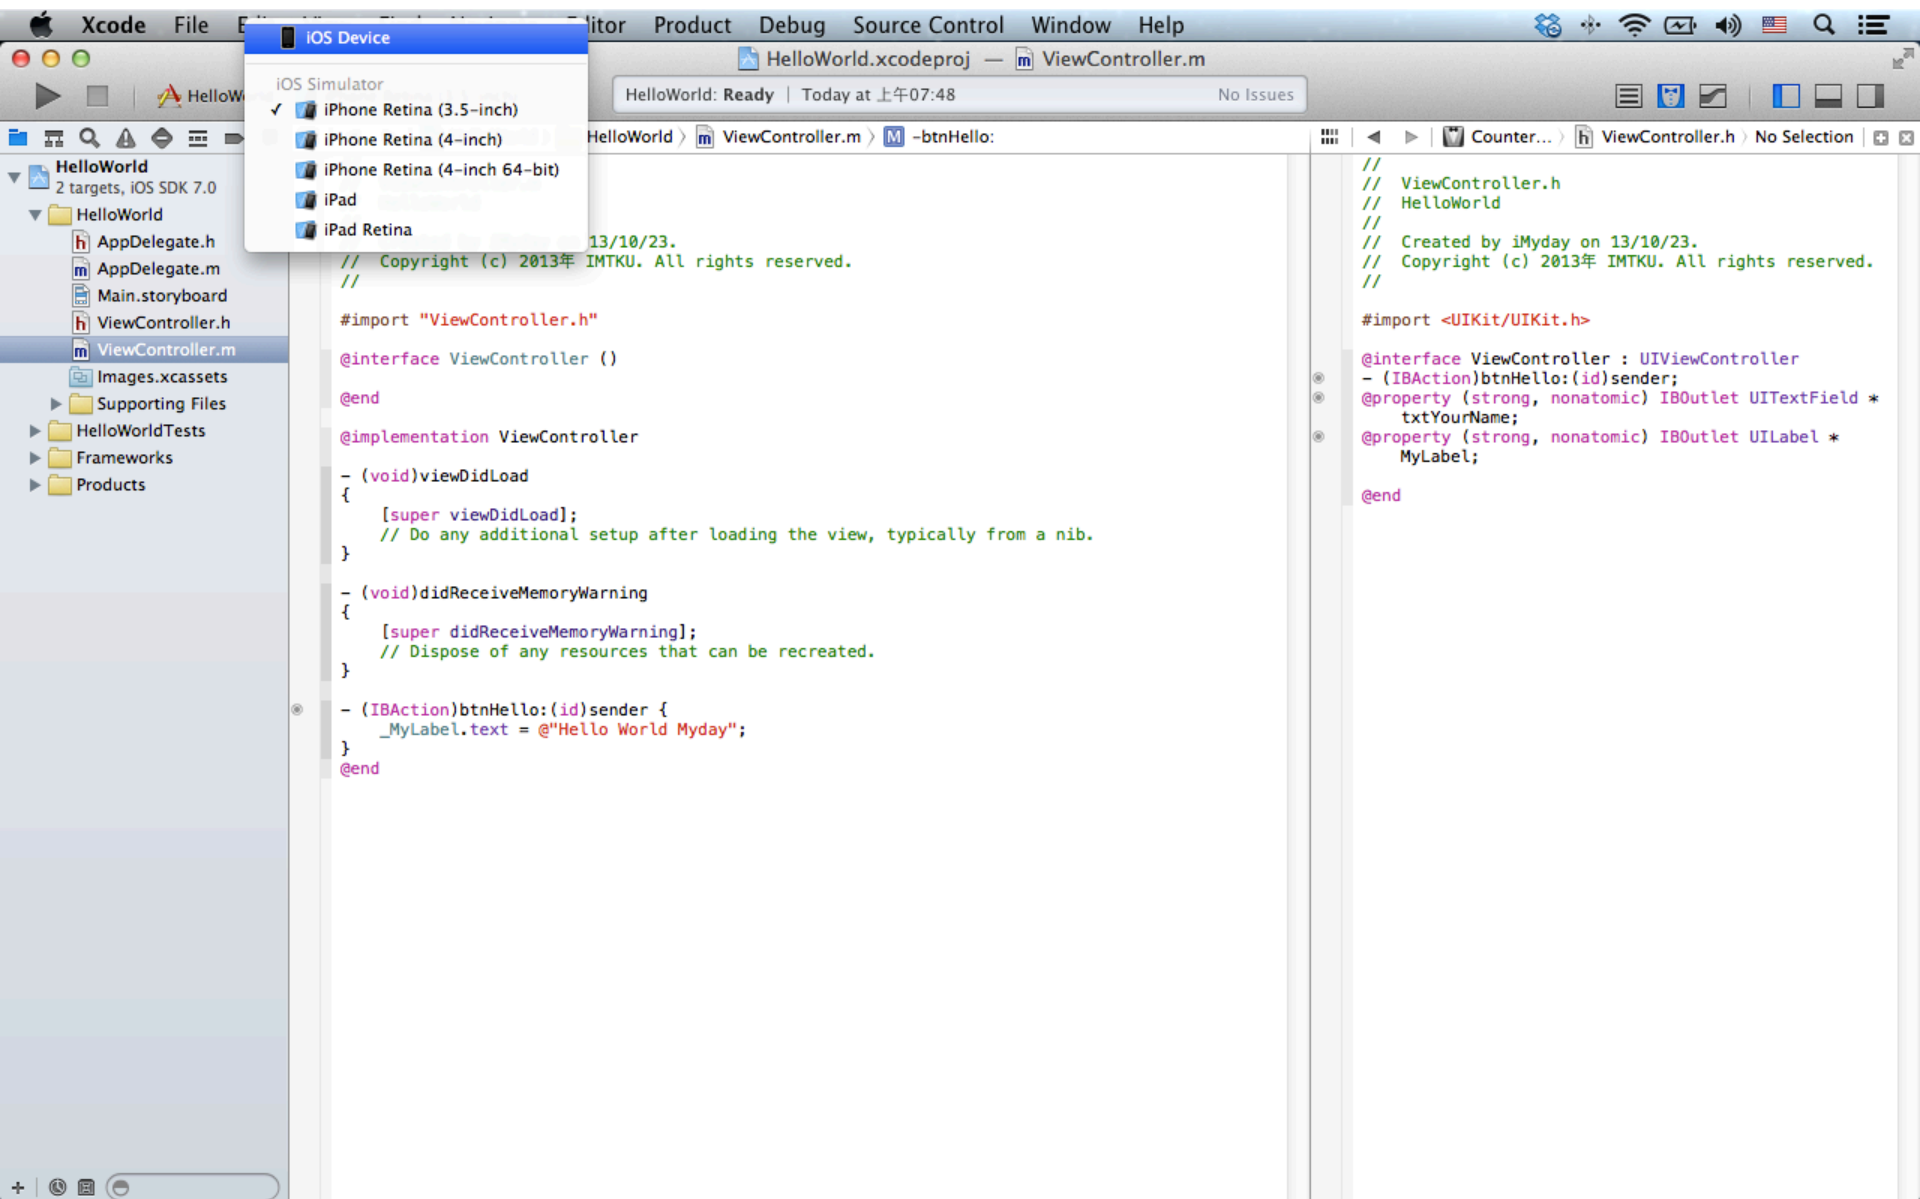 Xcode File Product Debug Source Control Window Help
iOS Device
iOS Simulator
✓ iPhone Retina (3.5-inch)
iPhone Retina (4-inch)
iPhone Retina (4-inch 64-bit)
iPad
iPad Retina
HelloWorld.xcodeproj — ViewController.m
HelloWorld: Ready | Today at 上午07:48 No Issues
HelloWorld 〉 ViewController.m 〉 M -btnHello:
Counter... 〉 h ViewController.h 〉 No Selection
HelloWorld
2 targets, iOS SDK 7.0
HelloWorld
AppDelegate.h
AppDelegate.m
Main.storyboard
ViewController.h
ViewController.m
Images.xcassets
Supporting Files
HelloWorldTests
Frameworks
Products
13/10/23.
// Copyright (c) 2013年 IMTKU. All rights reserved.
//
#import "ViewController.h"
@interface ViewController ()
@end
@implementation ViewController
- (void)viewDidLoad
{
[super viewDidLoad];
// Do any additional setup after loading the view, typically from a nib.
}
- (void)didReceiveMemoryWarning
{
[super didReceiveMemoryWarning];
// Dispose of any resources that can be recreated.
}
- (IBAction)btnHello:(id)sender {
_MyLabel.text = @"Hello World Myday";
}
@end
//
// ViewController.h
// HelloWorld
//
// Created by iMyday on 13/10/23.
// Copyright (c) 2013年 IMTKU. All rights reserved.
//
#import <UIKit/UIKit.h>
@interface ViewController : UIViewController
- (IBAction)btnHello:(id)sender;
@property (strong, nonatomic) IBOutlet UITextField *
txtYourName;
@property (strong, nonatomic) IBOutlet UILabel *
MyLabel;
@end